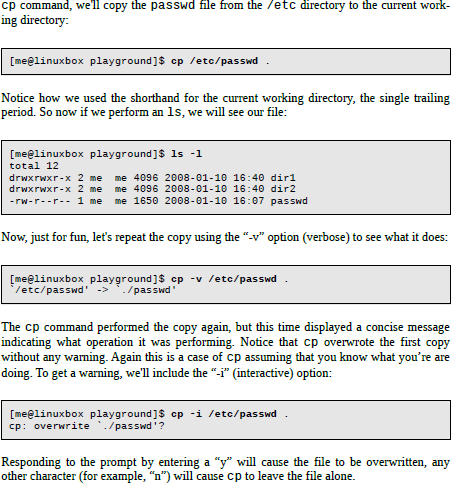 cp command, we'll copy the passwd file from the /etc directory to the current work-
ing directory:
[me@linuxbox playground]$ cp /etc/passwd .
Notice how we used the shorthand for the current working directory, the single trailing
period. So now if we perform an ls, we will see our file:
[me@linuxbox playground]$ ls -l
total 12
drwxrwxr-x 2 me  me 4096 2008-01-10 16:40 dir1
drwxrwxr-x 2 me  me 4096 2008-01-10 16:40 dir2
-rw-r--r-- 1 me  me 1650 2008-01-10 16:07 passwd
Now, just for fun, let's repeat the copy using the “-v” option (verbose) to see what it does:
[me@linuxbox playground]$ cp -v /etc/passwd .
`/etc/passwd' -> `./passwd'
The cp command performed the copy again, but this time displayed a concise message
indicating what operation it was performing. Notice that cp overwrote the first copy
without any warning. Again this is a case of cp assuming that you know what you’re are
doing. To get a warning, we'll include the “-i” (interactive) option:
[me@linuxbox playground]$ cp -i /etc/passwd .
cp: overwrite `./passwd'?
Responding to the prompt by entering a “y” will cause the file to be overwritten, any
other character (for example, “n”) will cause cp to leave the file alone.